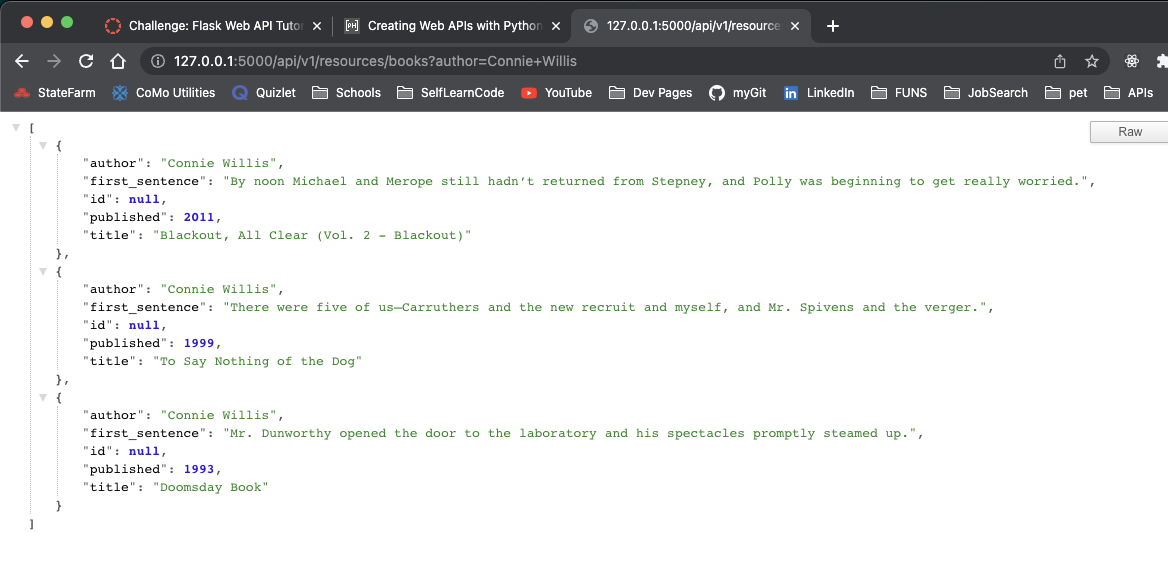 Challenge: Flask Web API Tuto
PH Creating Web APIs with Python
127.0.0.1:5000/api/v1/resource
127.0.0.1:5000/api/v1/resources/books?author=Connie+Willis
StateFarm CoMo Utilities Quizlet Schools SelfLearnCode YouTube Dev Pages myGit in LinkedIn FUNS JobSearch pet APIs
Raw
[
{
"author": "Connie Willis",
"first_sentence": "By noon Michael and Merope still hadn’t returned from Stepney, and Polly was beginning to get really worried.",
"id": null,
"published": 2011,
"title": "Blackout, All Clear (Vol. 2 - Blackout)"
},
{
"author": "Connie Willis",
"first_sentence": "There were five of us—Carruthers and the new recruit and myself, and Mr. Spivens and the verger.",
"id": null,
"published": 1999,
"title": "To Say Nothing of the Dog"
},
{
"author": "Connie Willis",
"first_sentence": "Mr. Dunworthy opened the door to the laboratory and his spectacles promptly steamed up.",
"id": null,
"published": 1993,
"title": "Doomsday Book"
}
]